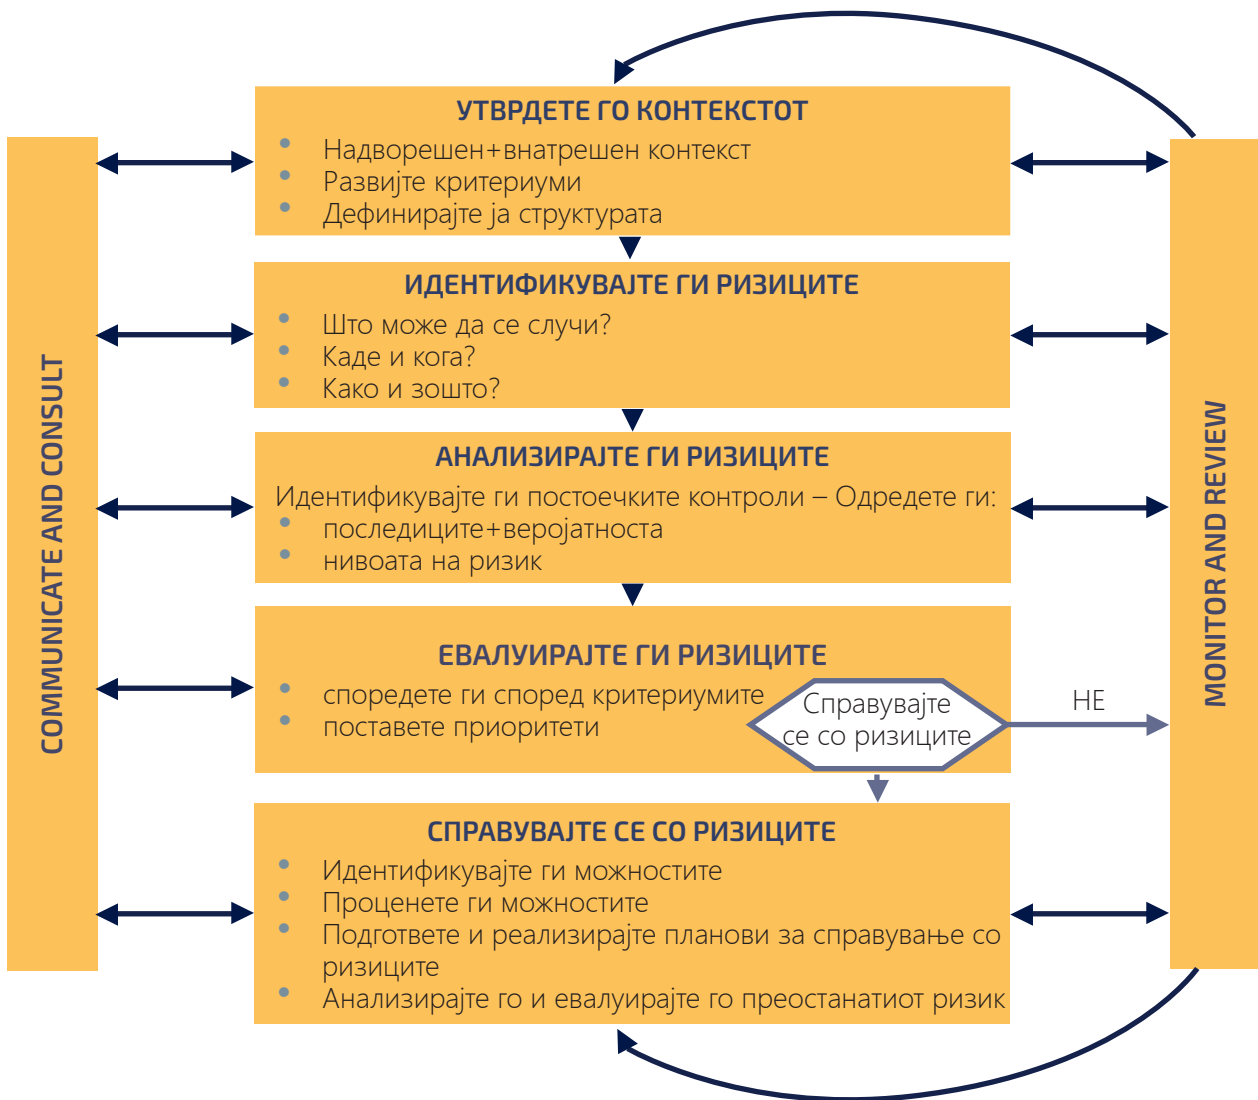 УТВРДЕТЕ ГО КОНТЕКСТОТ
Надворешен+внатрешен контекст
Развијте критериуми
Дефинирајте ја структурата
ИДЕНТИФИКУВАЈТЕ ГИ РИЗИЦИТЕ
Што може да се случи?
Каде и кога?
Како и зошто?
АНАЛИЗИРАЈТЕ ГИ РИЗИЦИТЕ
Идентификувајте ги постоечките контроли – Одредете ги:
последиците+веројатноста
нивоата на ризик
ЕВАЛУИРАЈТЕ ГИ РИЗИЦИТЕ
споредете ги според критериумите
поставете приоритети
Справувајте
се со ризиците
НЕ
СПРАВУВАЈТЕ СЕ СО РИЗИЦИТЕ
Идентификувајте ги можностите
Проценете ги можностите
Подгответе и реализирајте планови за справување со
ризиците
Анализирајте го и евалуирајте го преостанатиот ризик
COMMUNICATE AND CONSULT
MONITOR AND REVIEW